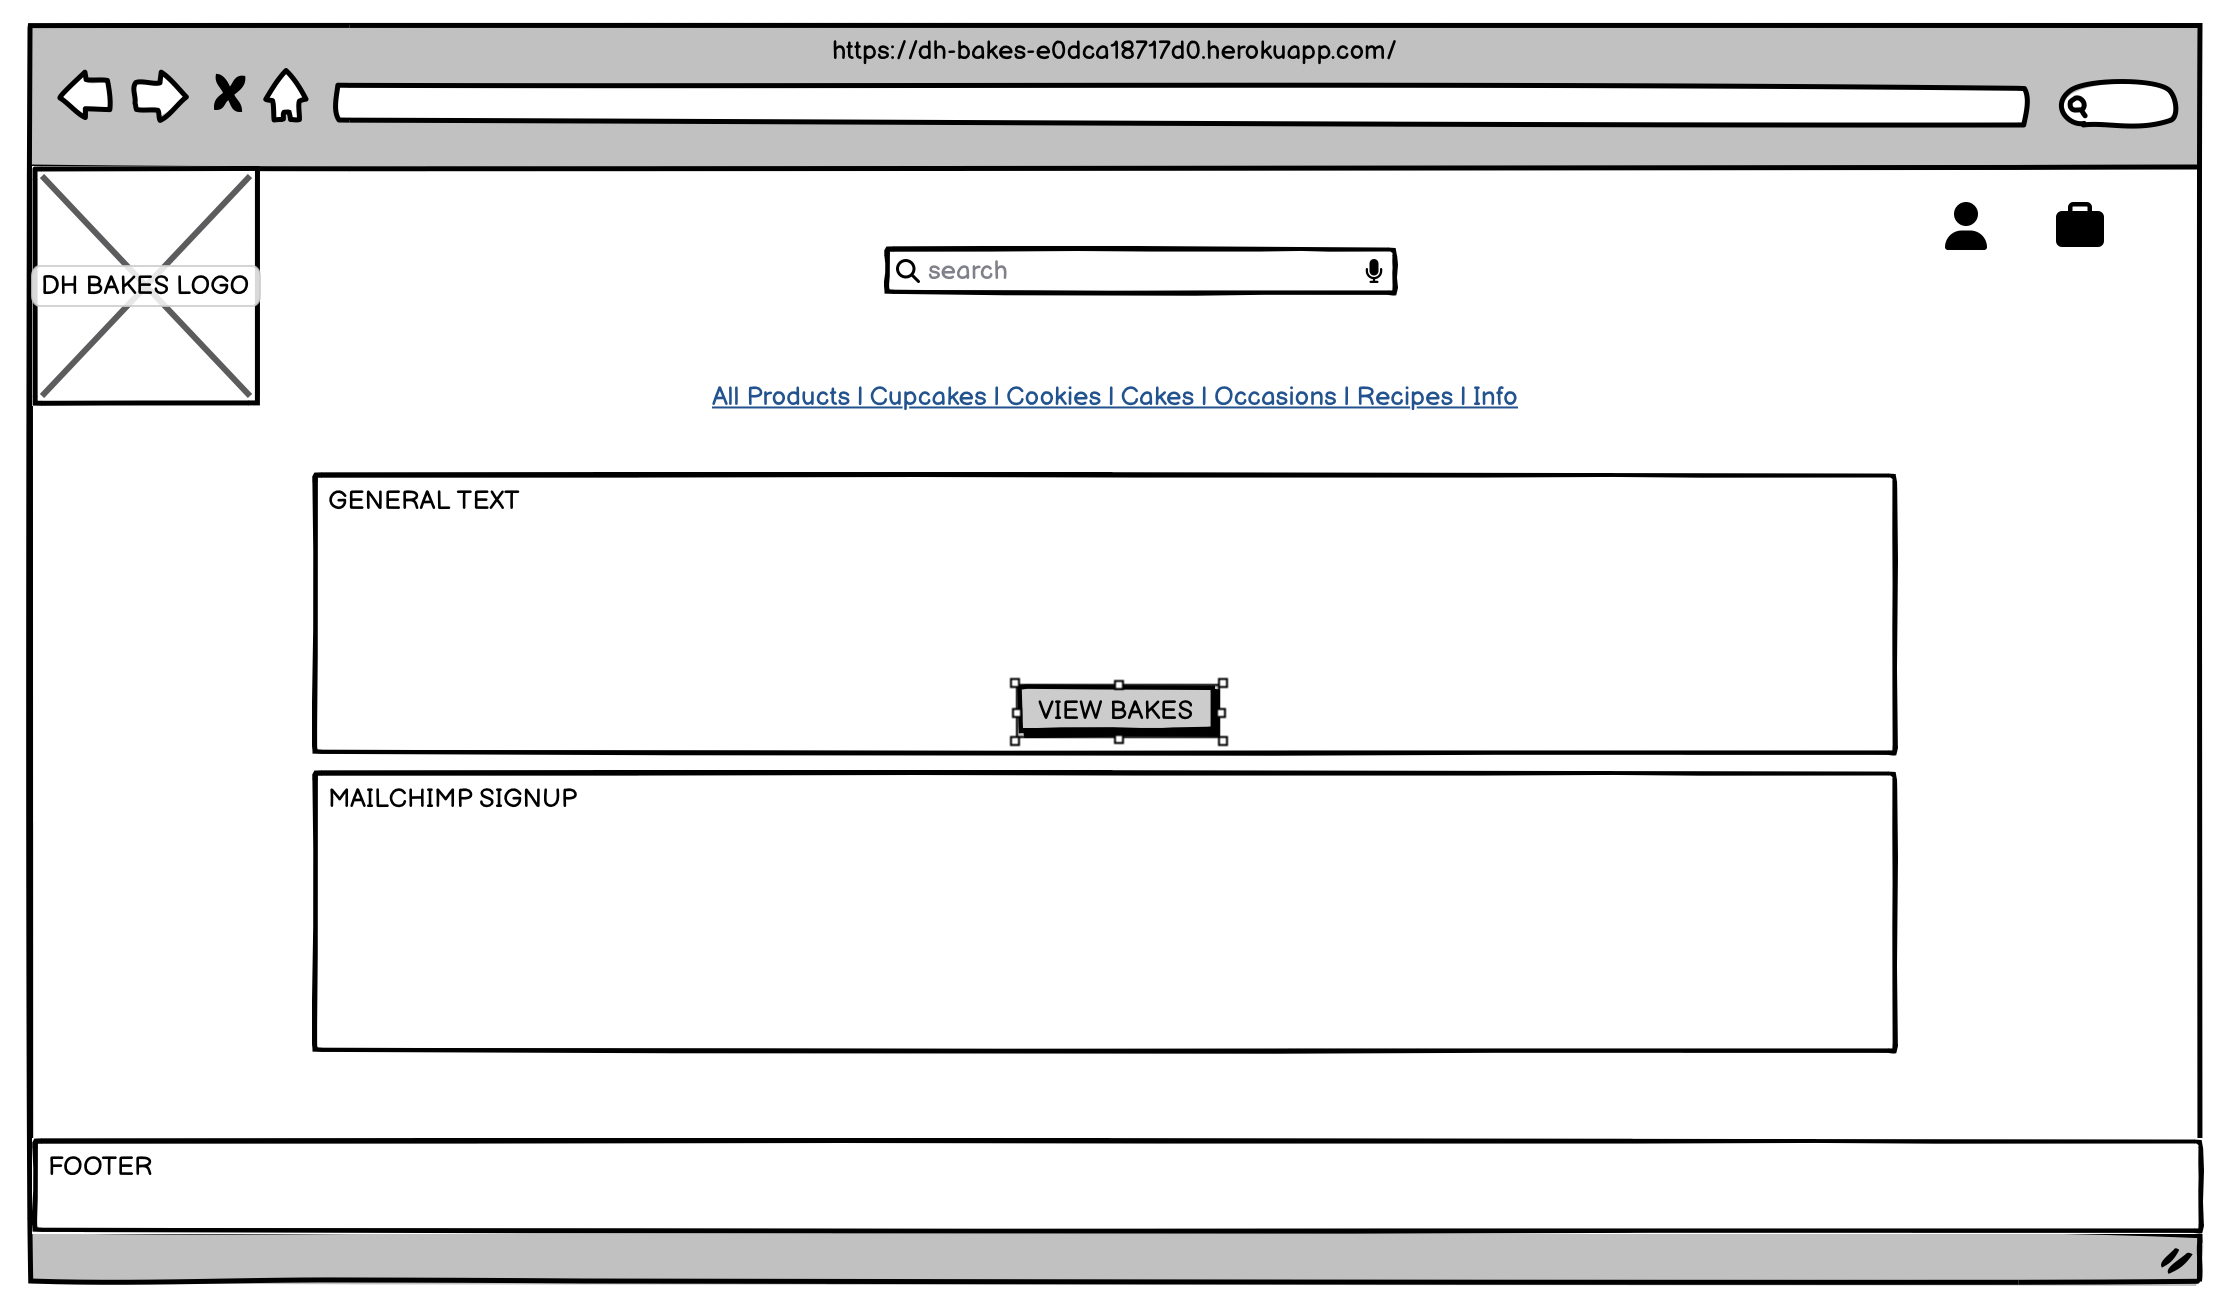 https://dh-bakes-e0dca18717d0.herokuapp.com/
DH BAKES LOGO
search
All Products | Cupcakes | Cookies | Cakes | Occasions | Recipes | Info
GENERAL TEXT
VIEW BAKES
MAILCHIMP SIGNUP
FOOTER